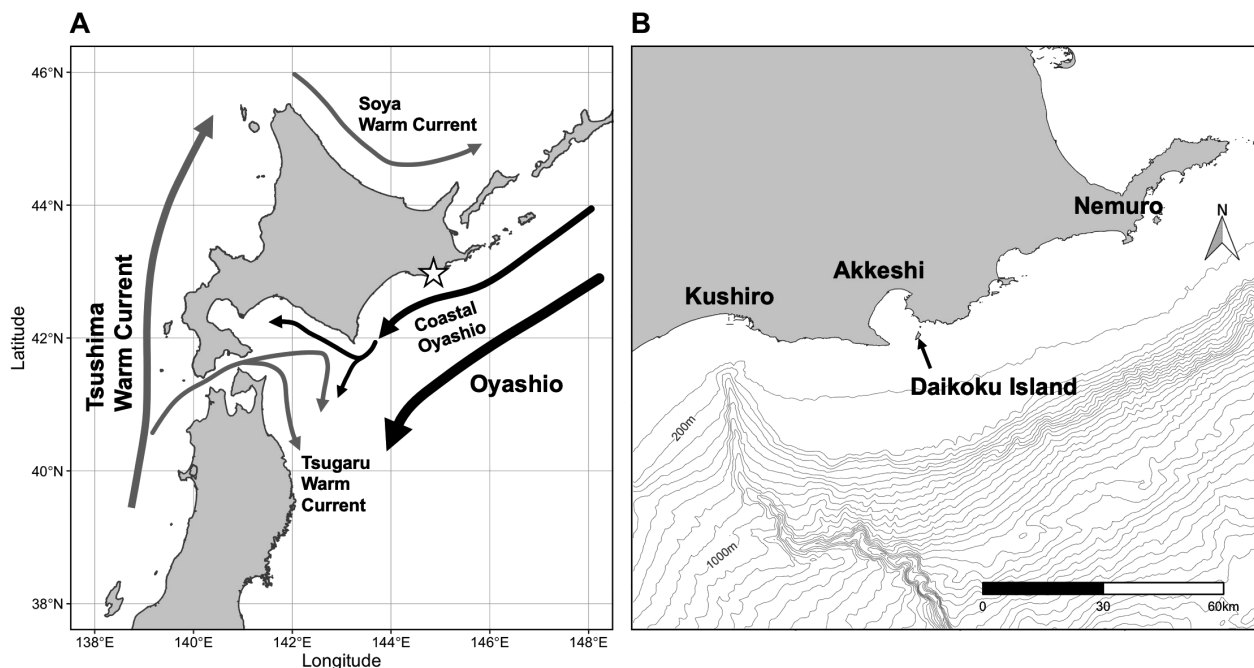 A
46°N
44°N
42°N
40°N
38°N
Latitude
138°E
140°E
142°E
144°E
146°E
148°E
Longitude
Soya
Warm Current
Tsushima
Warm Current
Coastal
Oyashio
Oyashio
Tsugaru
Warm
Current
B
Nemuro
N
Akkeshi
Kushiro
Daikoku Island
200m
1000m
0
30
60km